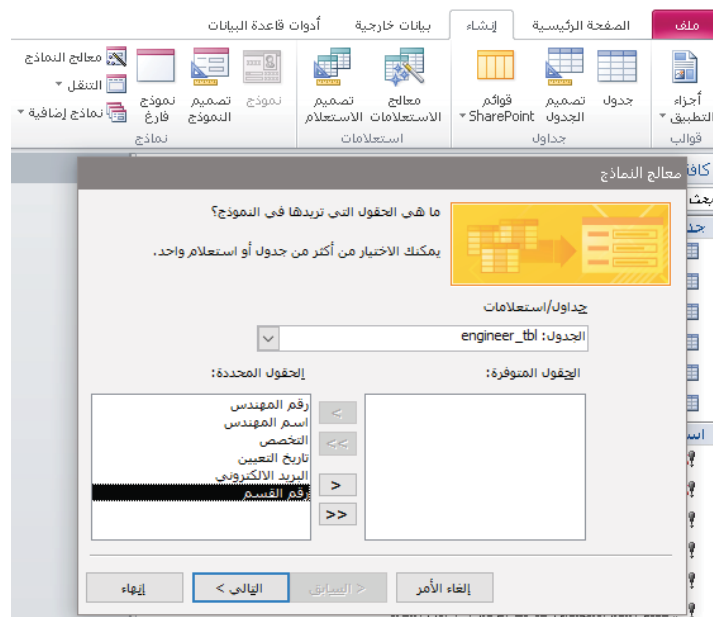 ملف
الصفحة الرئيسية
إنشاء
بيانات خارجية
أدوات قاعدة البيانات
أجزاء التطبيق
جدول
تصميم الجدول
قوائم SharePoint
معالج الاستعلامات
تصميم الاستعلام
نموذج
تصميم النموذج
نموذج فارغ
معالج النماذج
التنقل
نماذج إضافية
قوالب
جداول
استعلامات
نماذج
معالج النماذج
ما هي الحقول التي تريدها في النموذج؟
يمكنك الاختيار من أكثر من جدول أو استعلام واحد.
جداول/استعلامات
الجدول: engineer_tbl
الحقول المتوفرة:
الحقول المحددة:
رقم المهندس
اسم المهندس
التخصص
تاريخ التعيين
البريد الالكتروني
رقم القسم
>
>>
<
<<
إلغاء الأمر
< السابق
التالي >
إنهاء